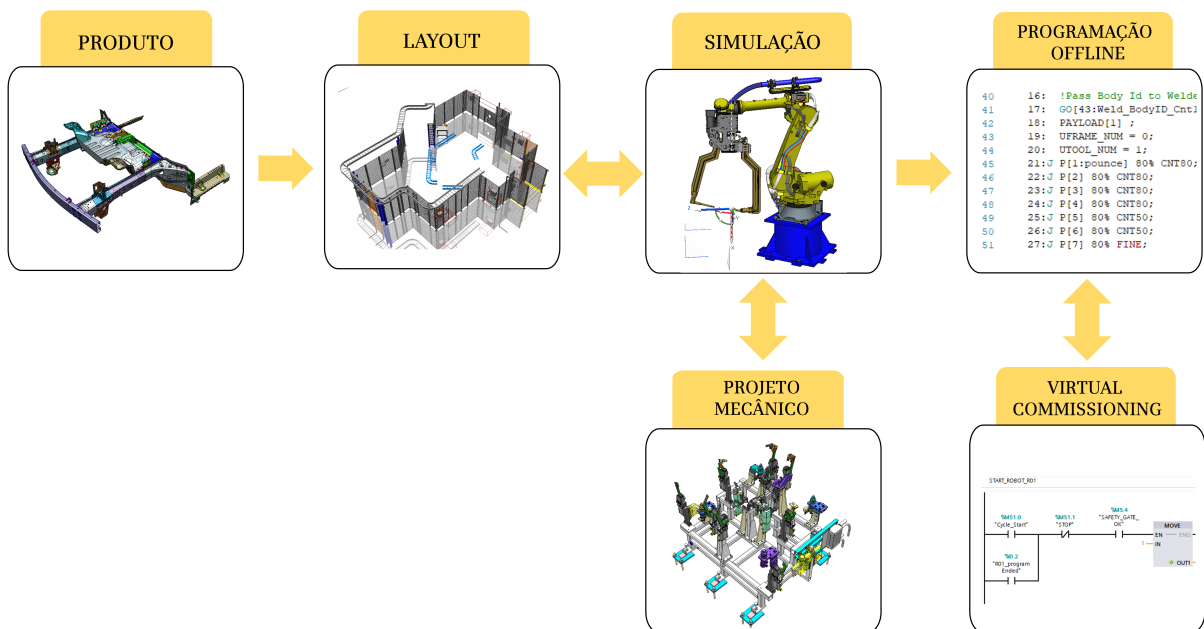 PRODUTO
LAYOUT
SIMULAÇÃO
PROGRAMAÇÃO
OFFLINE
40 16: !Pass Body Id to Welde
41 17: GO[43:Weld_BodyID_Cntl
42 18: PAYLOAD[1] ;
43 19: UFRAME_NUM = 0;
44 20: UTOOL_NUM = 1;
45 21:J P[1:pounce] 80% CNT80;
46 22:J P[2] 80% CNT80;
47 23:J P[3] 80% CNT80;
48 24:J P[4] 80% CNT80;
49 25:J P[5] 80% CNT50;
50 26:J P[6] 80% CNT50;
51 27:J P[7] 80% FINE;
PROJETO
MECÂNICO
VIRTUAL
COMMISSIONING
START_ROBOT_R01
%M51.0
"Cycle_Start"
%M51.1
"STOP"
%M5.4
"SAFETY_GATE_
OK"
MOVE
EN END
1 IN
OUT1
%I0.2
"R01_program
Ended"